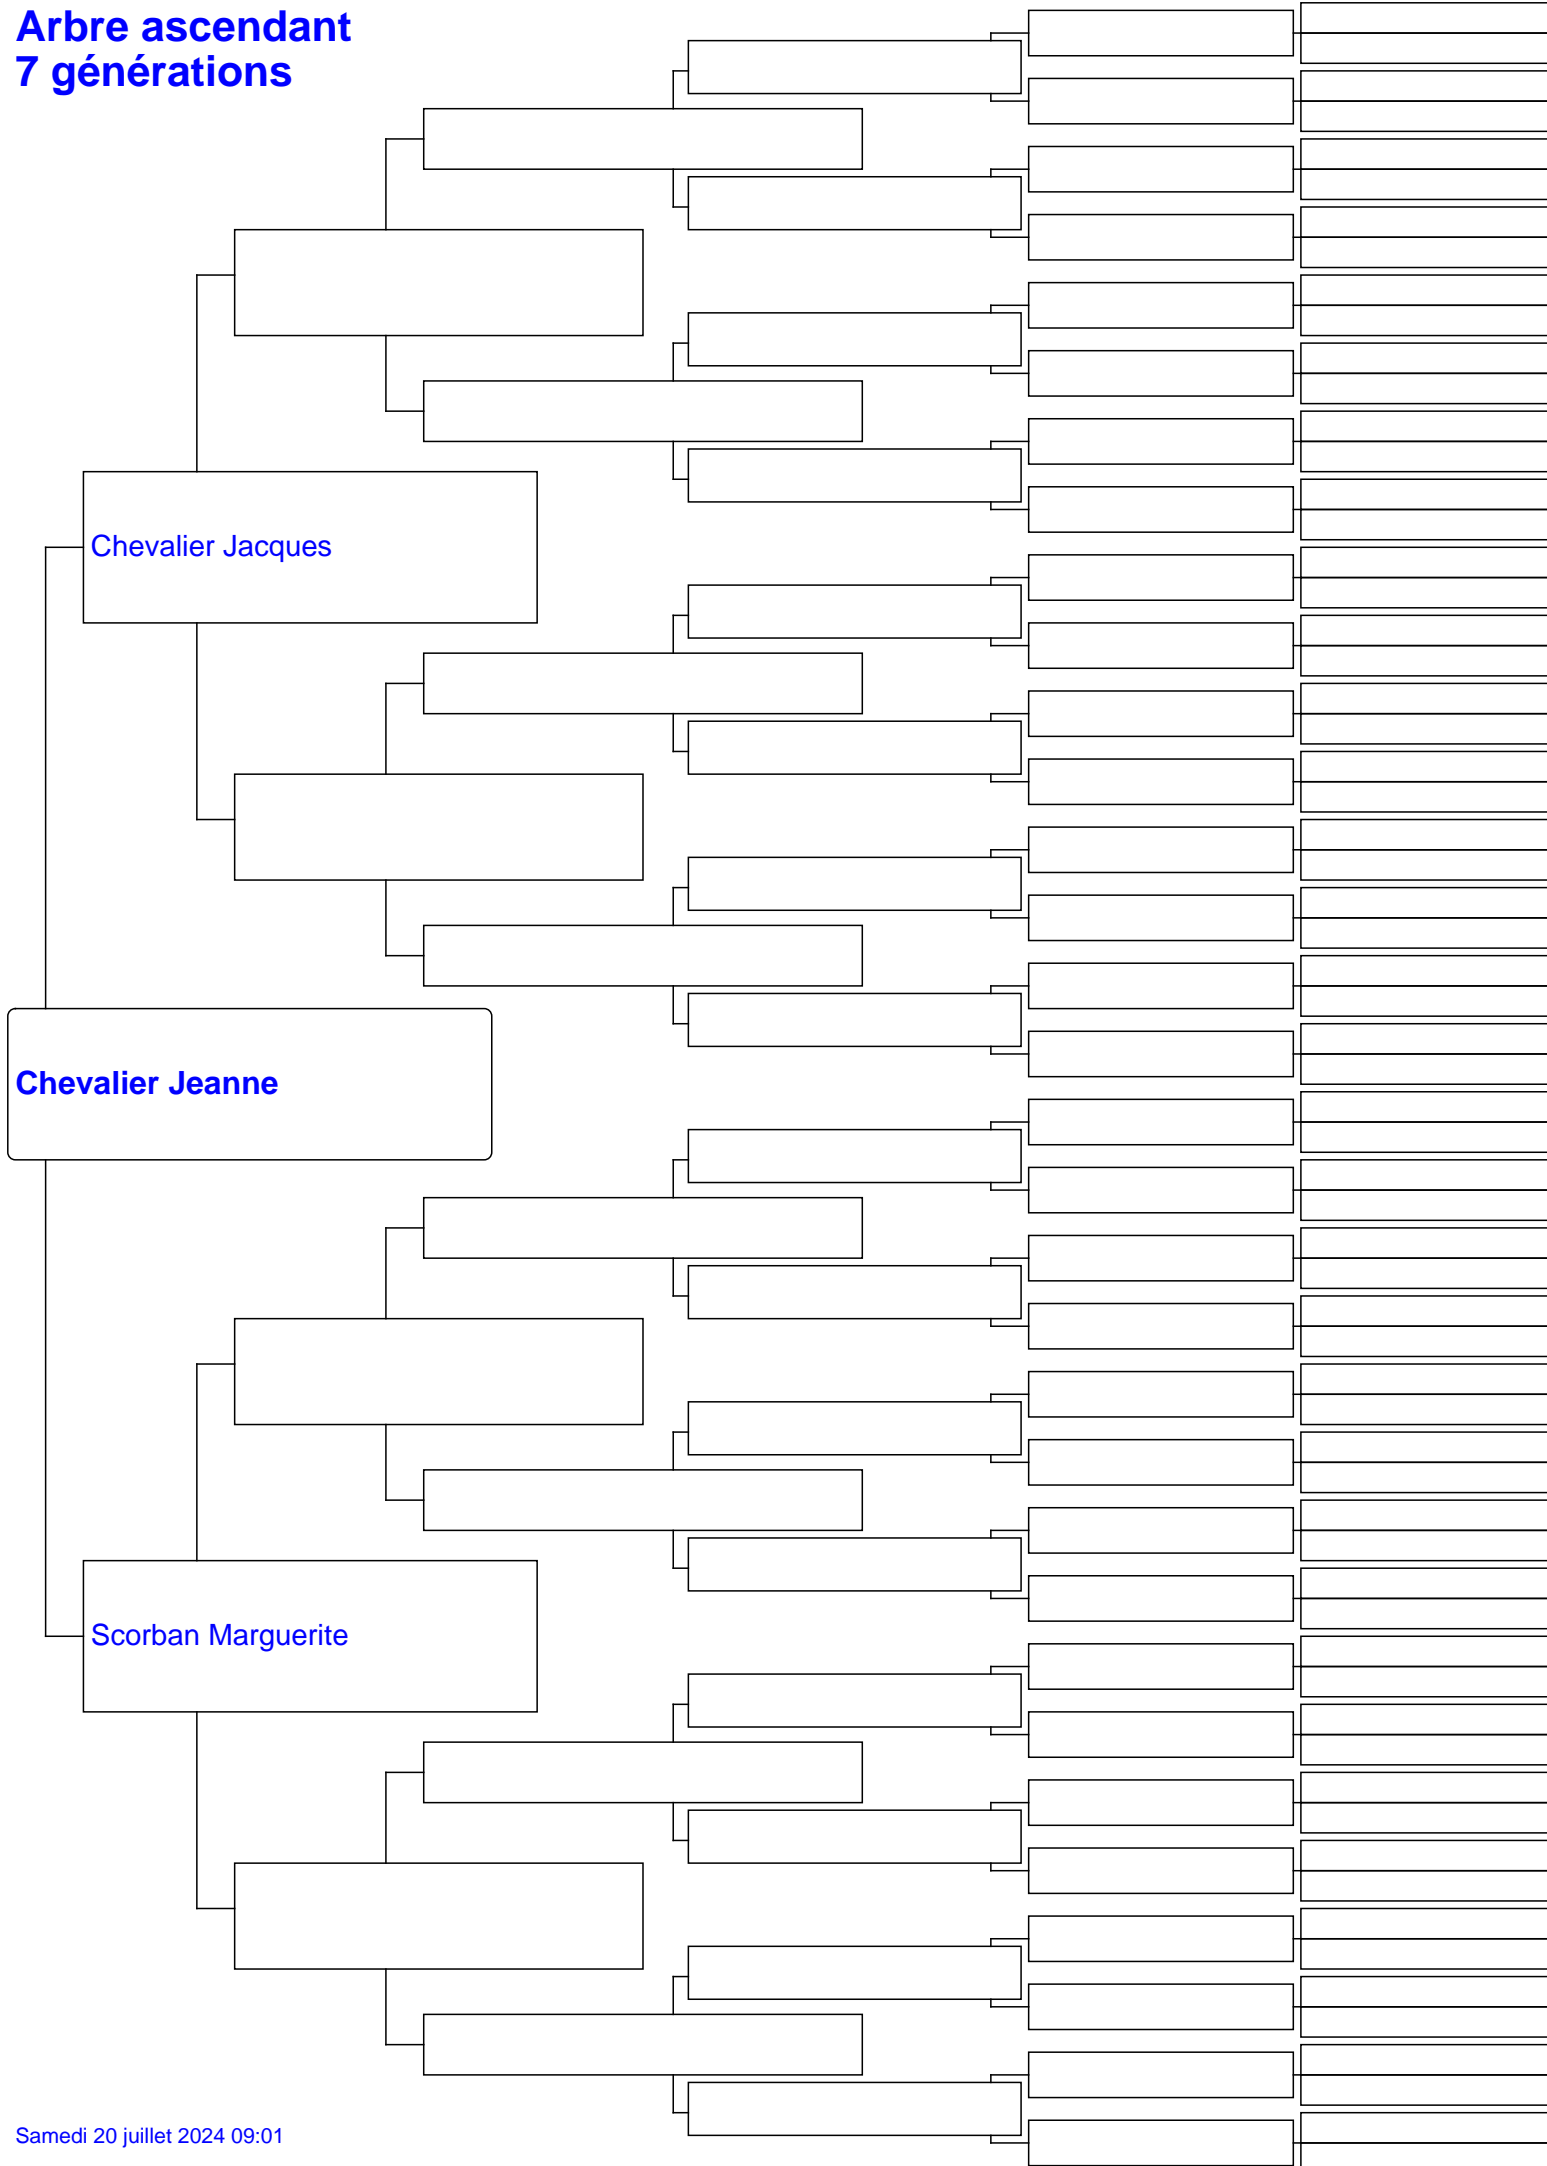 Arbre ascendant
7 générations
Chevalier Jacques
Chevalier Jeanne
Scorban Marguerite
Samedi 20 juillet 2024 09:01